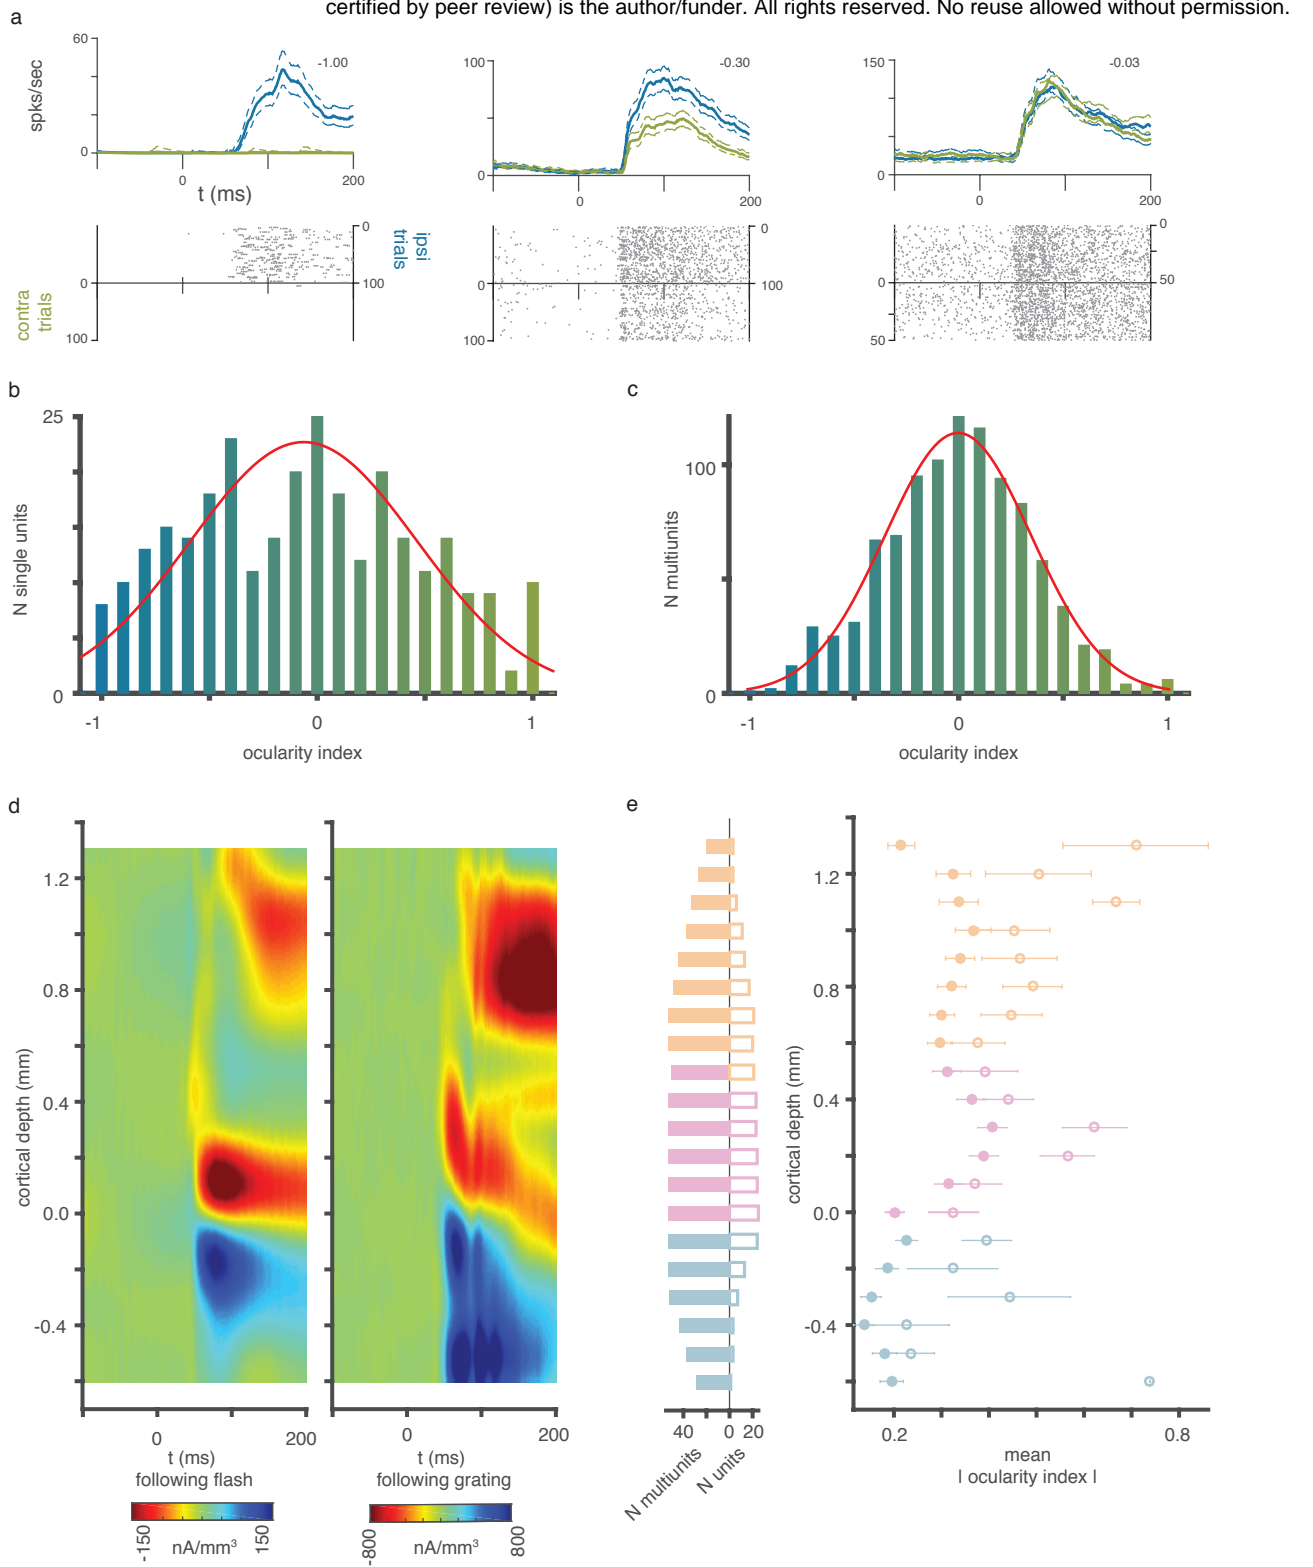 certified by peer review) is the author/funder. All rights reserved. No reuse allowed without permission.
a
60
spks/sec
0
-1.00
0
200
t (ms)
100
0
-0.30
0
200
150
0
-0.03
0
200
0
ipsi
trials
0
100
contra
trials
100
0
0
100
100
0
0
50
50
b
25
N single units
0
-1
0
1
ocularity index
c
100
N multiunits
0
-1
0
1
ocularity index
d
1.2
0.8
0.4
0.0
-0.4
cortical depth (mm)
0
200
t (ms)
following flash
0
200
t (ms)
following grating
-150
nA/mm³
150
-800
nA/mm³
800
e
40
0
20
N multiunits
N units
1.2
0.8
0.4
0.0
-0.4
cortical depth (mm)
0.2
0.8
mean
| ocularity index |